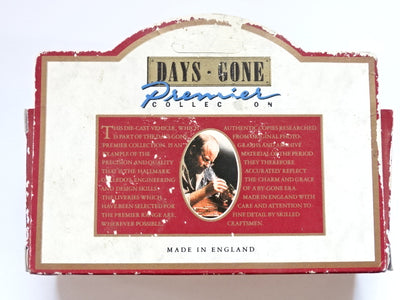 DAYS · GONE
Premier
COLLECTION
THIS DIE-CAST VEHICLE, WHICH
IS PART OF THE DAYS-GONE
PREMIER COLLECTION, IS AN
EXAMPLE OF THE
PRECISION AND QUALITY
THAT IS THE HALLMARK
LLEDO'S ENGINEERING
AND DESIGN SKILLS.
THE LIVERIES WHICH
HAVE BEEN SELECTED FOR
THE PREMIER RANGE ARE,
WHEREVER POSSIBLE,
AUTHENTIC COPIES RESEARCHED
FROM ORIGINAL PHOTO-
GRAPHS AND ARCHIVE
MATERIAL OF THE PERIOD
THEY THEREFORE
ACCURATELY REFLECT
THE CHARM AND GRACE
OF A BY-GONE ERA.
MADE IN ENGLAND WITH
CARE AND ATTENTION TO
FINE DETAIL BY SKILLED
CRAFTSMEN.
MADE IN ENGLAND